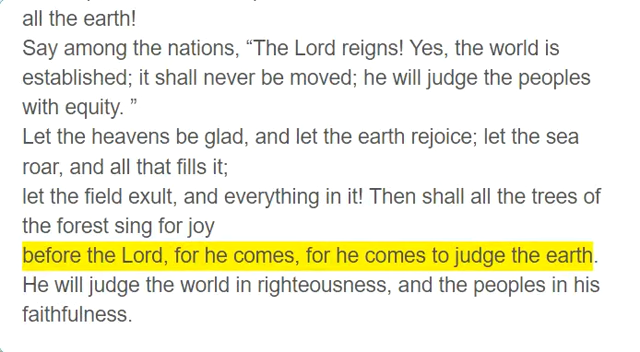 all the earth!
Say among the nations, “The Lord reigns! Yes, the world is
established; it shall never be moved; he will judge the peoples
with equity. ”
Let the heavens be glad, and let the earth rejoice; let the sea
roar, and all that fills it;
let the field exult, and everything in it! Then shall all the trees of
the forest sing for joy
before the Lord, for he comes, for he comes to judge the earth.
He will judge the world in righteousness, and the peoples in his
faithfulness.